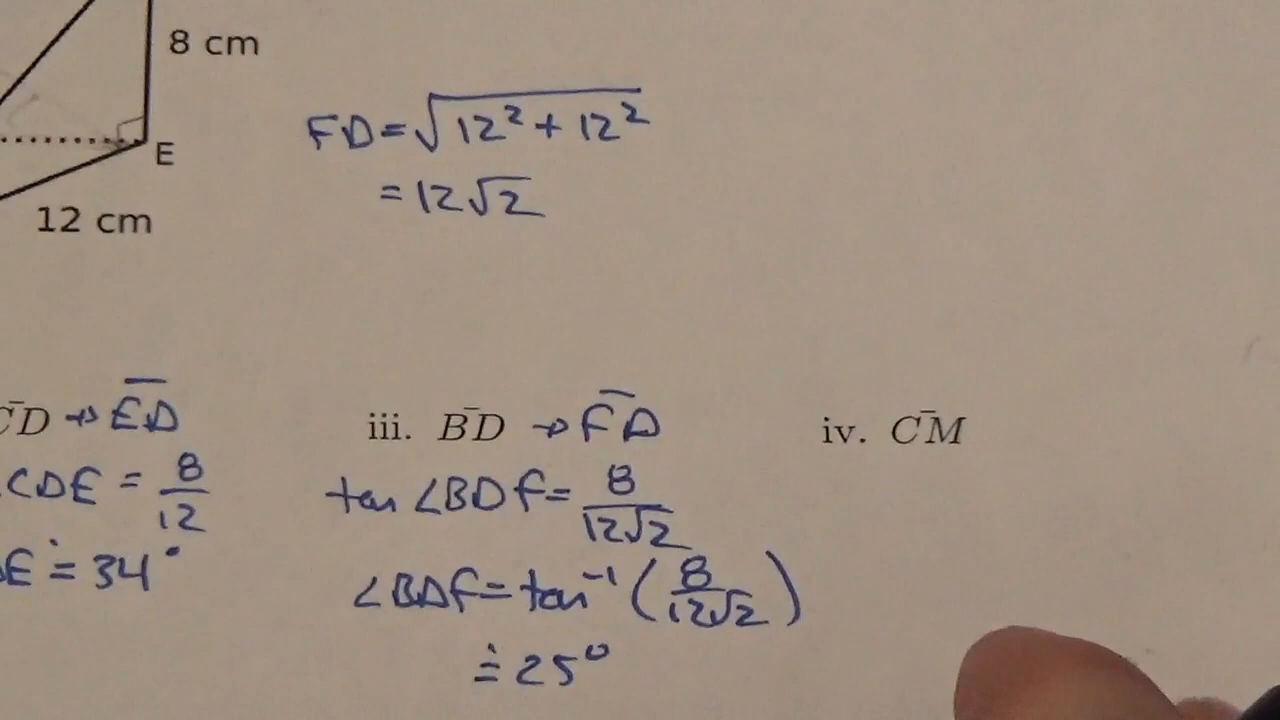 8 cm
E
12 cm
FD = √12² + 12²
= 12√2
CD → ED
CDE = 8/12
E ≐ 34°
iii. BD → FD
tan ∠BDF = 8/12√2
∠BDF = tan⁻¹ (8/12√2)
≐ 25°
iv. CM